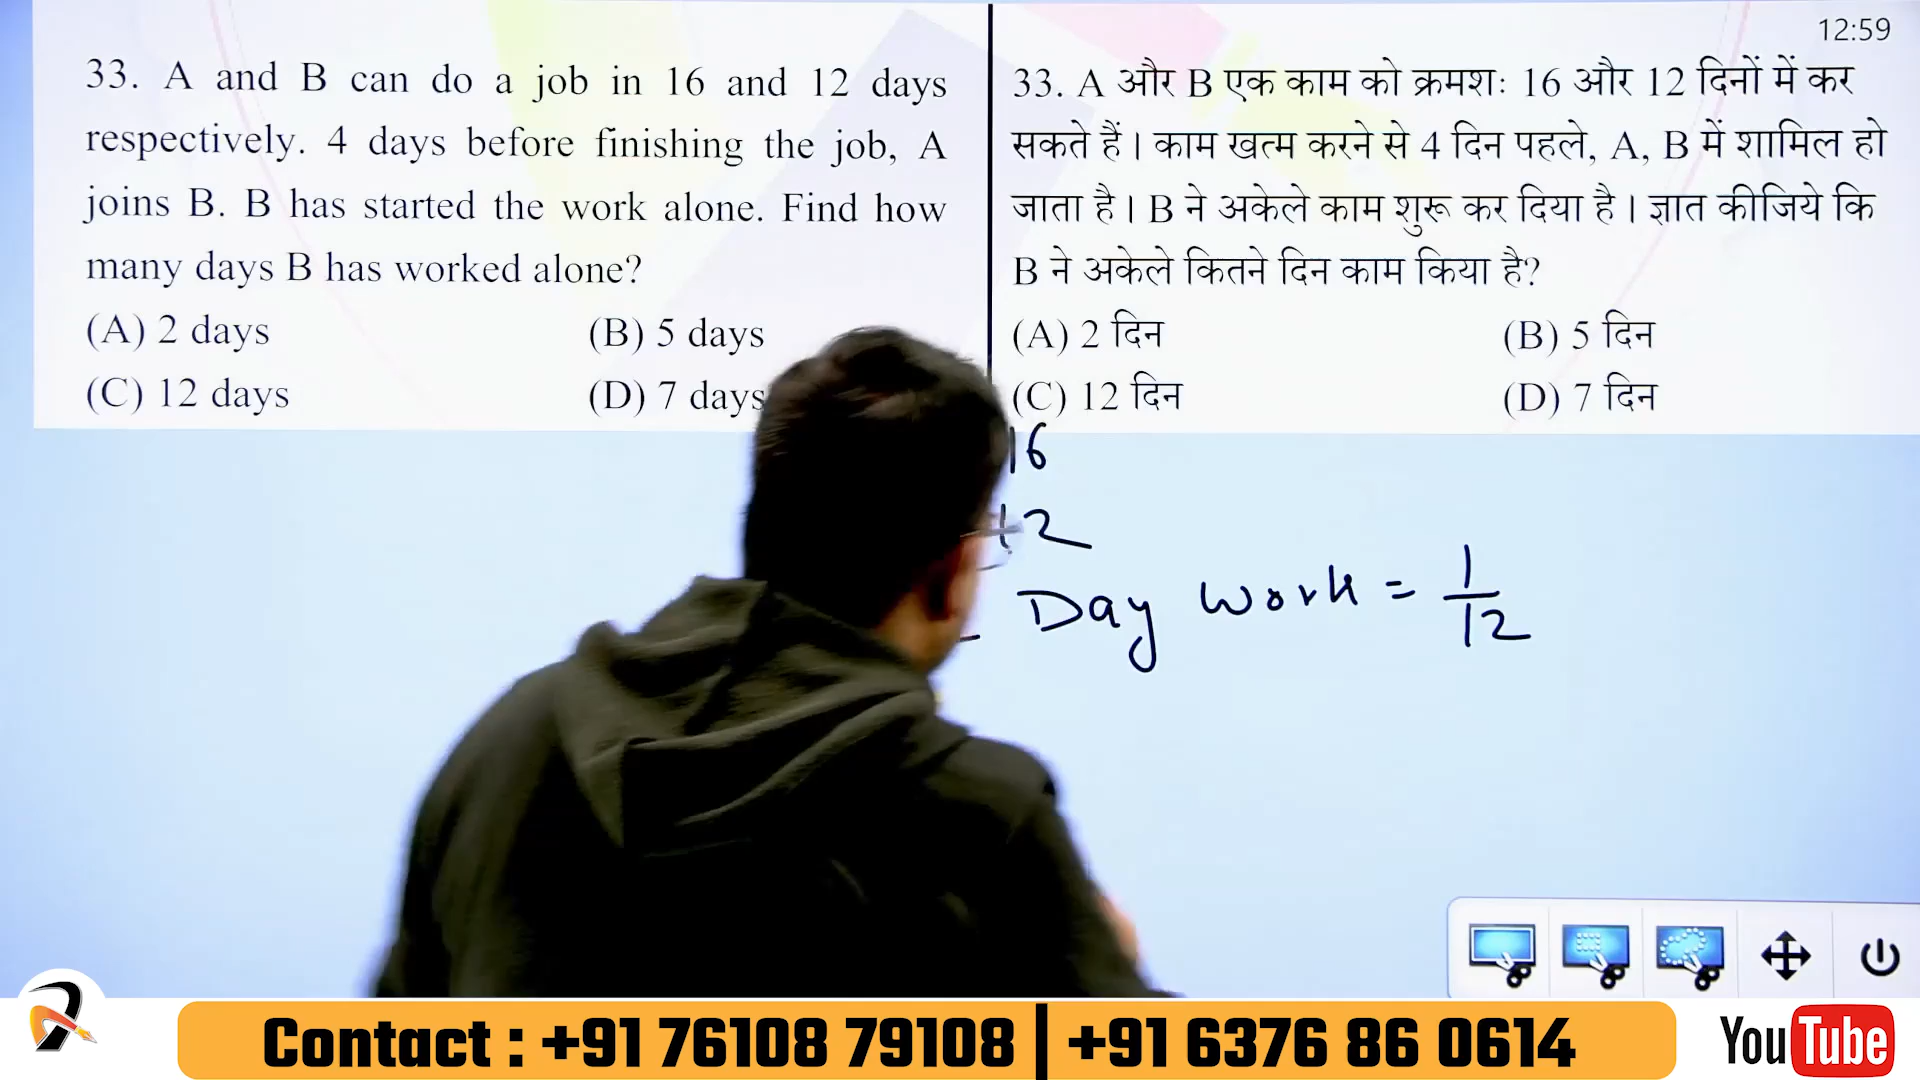 12:59
33. A and B can do a job in 16 and 12 days
respectively. 4 days before finishing the job, A
joins B. B has started the work alone. Find how
many days B has worked alone?
(A) 2 days (B) 5 days
(C) 12 days (D) 7 days
33. A और B एक काम को क्रमशः 16 और 12 दिनों में कर
सकते हैं। काम खत्म करने से 4 दिन पहले, A, B में शामिल हो
जाता है। B ने अकेले काम शुरू कर दिया है। ज्ञात कीजिये कि
B ने अकेले कितने दिन काम किया है?
(A) 2 दिन (B) 5 दिन
(C) 12 दिन (D) 7 दिन
16
12
Day work = 1/12
Contact : +91 76108 79108 | +91 6376 86 0614
YouTube